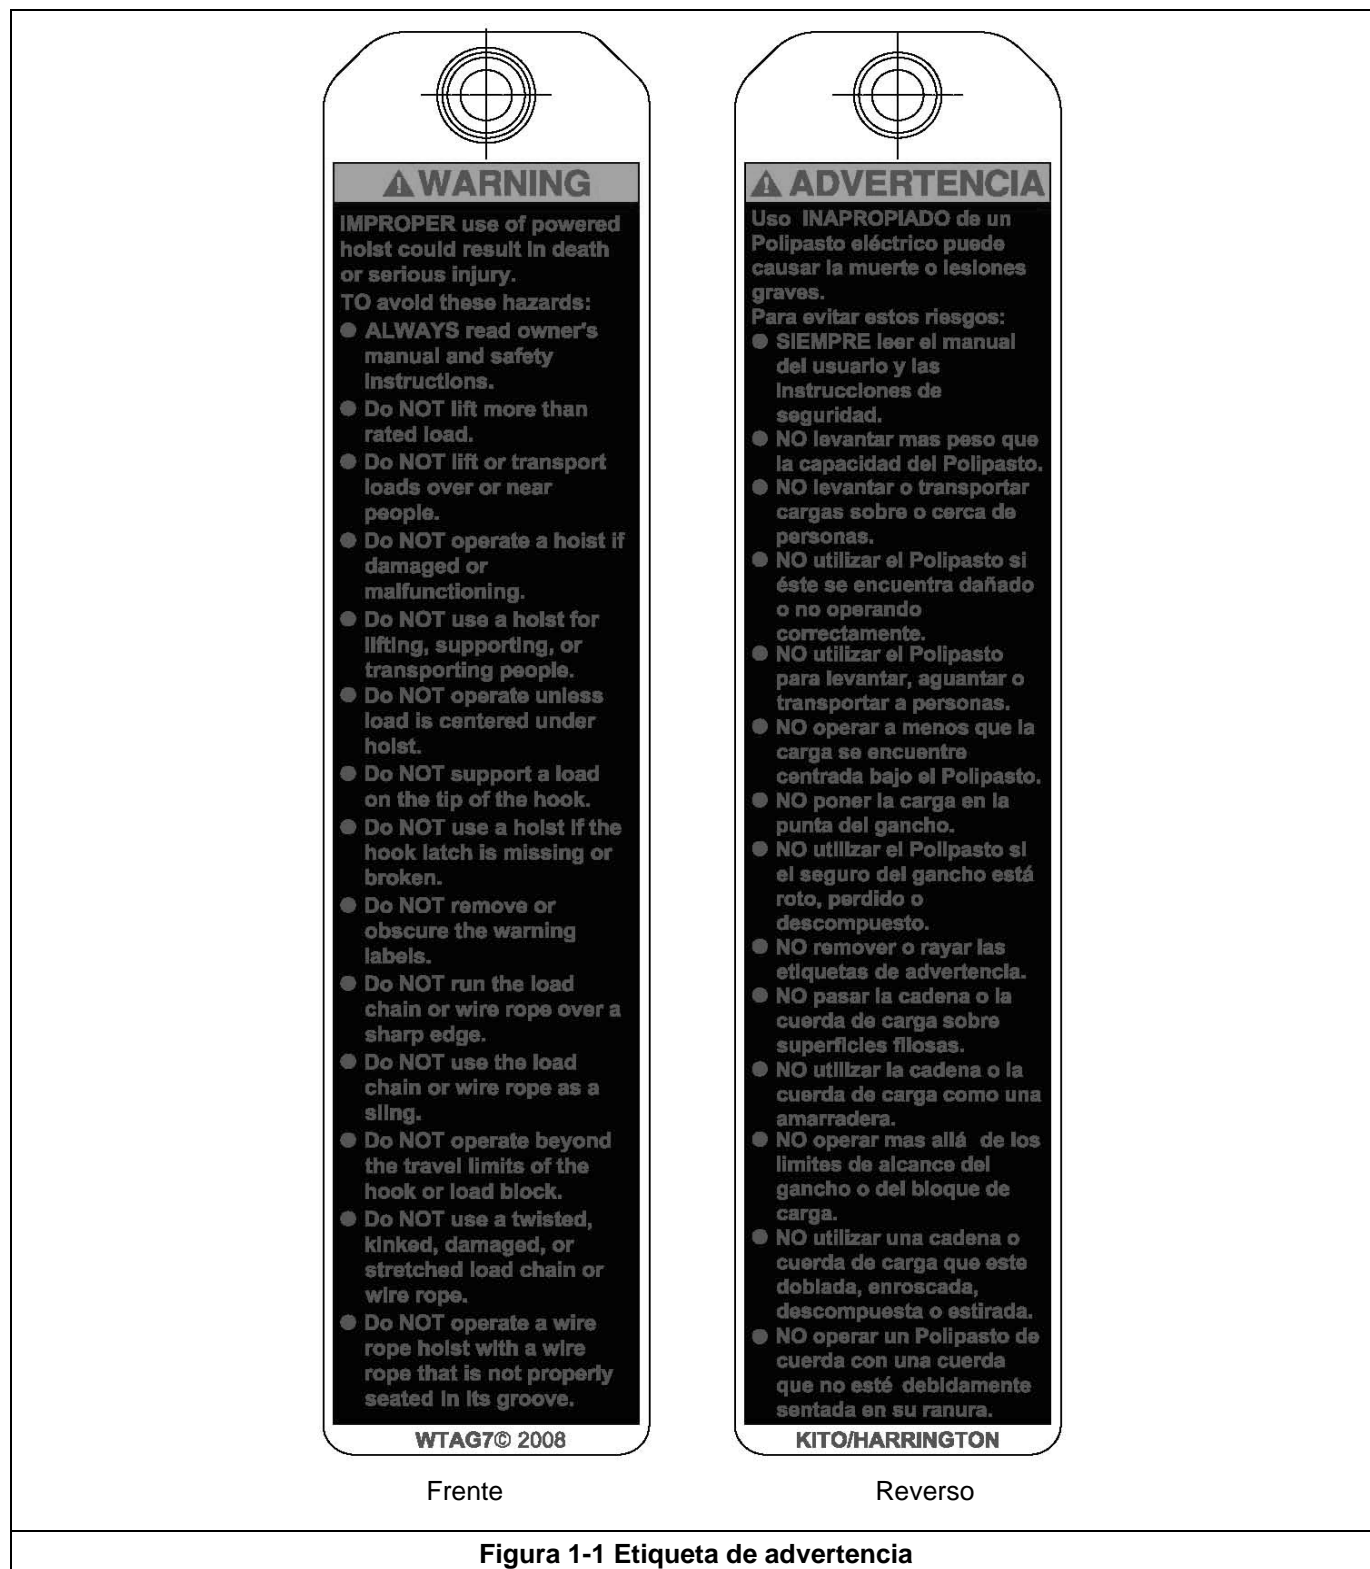 WARNING
IMPROPER use of powered
hoist could result in death
or serious injury.
TO avoid these hazards:
● ALWAYS read owner's
manual and safety
instructions.
● Do NOT lift more than
rated load.
● Do NOT lift or transport
loads over or near
people.
● Do NOT operate a hoist if
damaged or
malfunctioning.
● Do NOT use a hoist for
lifting, supporting, or
transporting people.
● Do NOT operate unless
load is centered under
hoist.
● Do NOT support a load
on the tip of the hook.
● Do NOT use a hoist if the
hook latch is missing or
broken.
● Do NOT remove or
obscure the warning
labels.
● Do NOT run the load
chain or wire rope over a
sharp edge.
● Do NOT use the load
chain or wire rope as a
sling.
● Do NOT operate beyond
the travel limits of the
hook or load block.
● Do NOT use a twisted,
kinked, damaged, or
stretched load chain or
wire rope.
● Do NOT operate a wire
rope hoist with a wire
rope that is not properly
seated in its groove.
WTAG7© 2008
Frente
ADVERTENCIA
Uso INAPROPIADO de un
Polipasto eléctrico puede
causar la muerte o lesiones
graves.
Para evitar estos riesgos:
● SIEMPRE leer el manual
del usuario y las
instrucciones de
seguridad.
● NO levantar mas peso que
la capacidad del Polipasto.
● NO levantar o transportar
cargas sobre o cerca de
personas.
● NO utilizar el Polipasto si
éste se encuentra dañado
o no operando
correctamente.
● NO utilizar el Polipasto
para levantar, aguantar o
transportar a personas.
● NO operar a menos que la
carga se encuentre
centrada bajo el Polipasto.
● NO poner la carga en la
punta del gancho.
● NO utilizar el Polipasto si
el seguro del gancho está
roto, perdido o
descompuesto.
● NO remover o rayar las
etiquetas de advertencia.
● NO pasar la cadena o la
cuerda de carga sobre
superficies filosas.
● NO utilizar la cadena o la
cuerda de carga como una
amarradera.
● NO operar mas allá de los
limites de alcance del
gancho o del bloque de
carga.
● NO utilizar una cadena o
cuerda de carga que este
doblada, enroscada,
descompuesta o estirada.
● NO operar un Polipasto de
cuerda con una cuerda
que no esté debidamente
sentada en su ranura.
KITO/HARRINGTON
Reverso
Figura 1-1 Etiqueta de advertencia